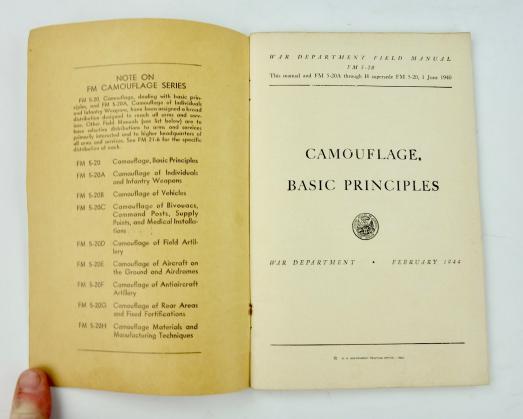 NOTE ON
FM CAMOUFLAGE SERIES
FM 5-20, Camouflage, dealing with basic prin-
ciples, and FM 5-20A, Camouflage of Individuals
and Infantry Weapons, have been assigned a broad
distribution designed to reach all arms and serv-
ices. Other Field Manuals (see list below) are to
have selective distributions to arms and services
primarily interested and to higher headquarters of
all arms and services. See FM 21-6 for the specific
distribution of each.
FM 5-20 Camouflage, Basic Principles
FM 5-20A Camouflage of Individuals
and Infantry Weapons
FM 5-20B Camouflage of Vehicles
FM 5-20C Camouflage of Bivouacs,
Command Posts, Supply
Points, and Medical Installa-
tions
FM 5-20D Camouflage of Field Artil-
lery
FM 5-20E Camouflage of Aircraft on
the Ground and Airdromes
FM 5-20F Camouflage of Antiaircraft
Artillery
FM 5-20G Camouflage of Rear Areas
and Fixed Fortifications
FM 5-20H Camouflage Materials and
Manufacturing Techniques
WAR DEPARTMENT FIELD MANUAL
FM 5-20
This manual and FM 5-20A through H supersede FM 5-20, 1 June 1940
CAMOUFLAGE,
BASIC PRINCIPLES
WAR DEPARTMENT • FEBRUARY 1944
U. S. GOVERNMENT PRINTING OFFICE